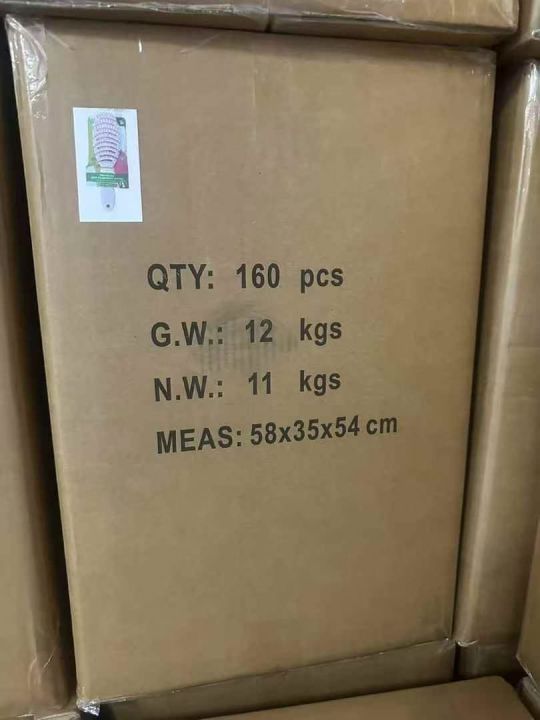 QTY: 160 pcs
G.W.: 12 kgs
N.W.: 11 kgs
MEAS: 58x35x54 cm